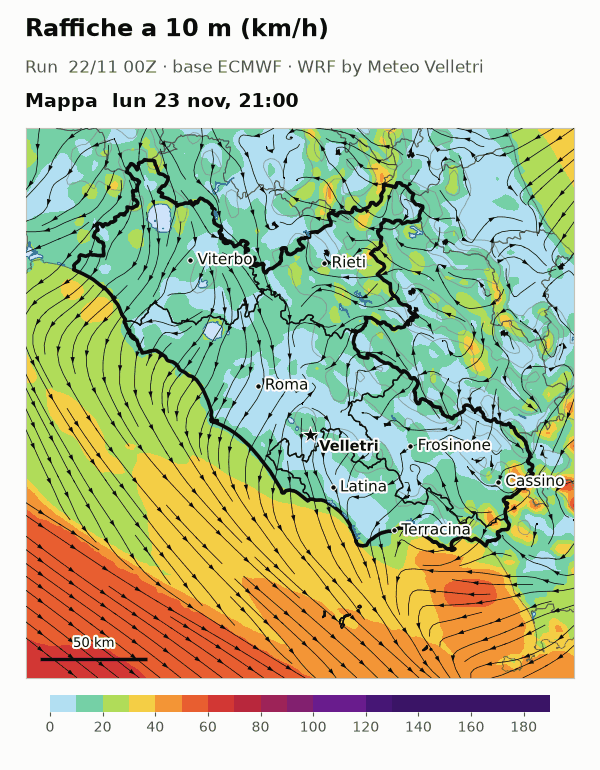 Raffiche a 10 m (km/h)
Run  22/11 00Z · base ECMWF · WRF by Meteo Velletri
Mappa  lun 23 nov, 21:00
Viterbo
Rieti
Roma
Velletri
Frosinone
Cassino
Latina
Terracina
50 km
0 20 40 60 80 100 120 140 160 180